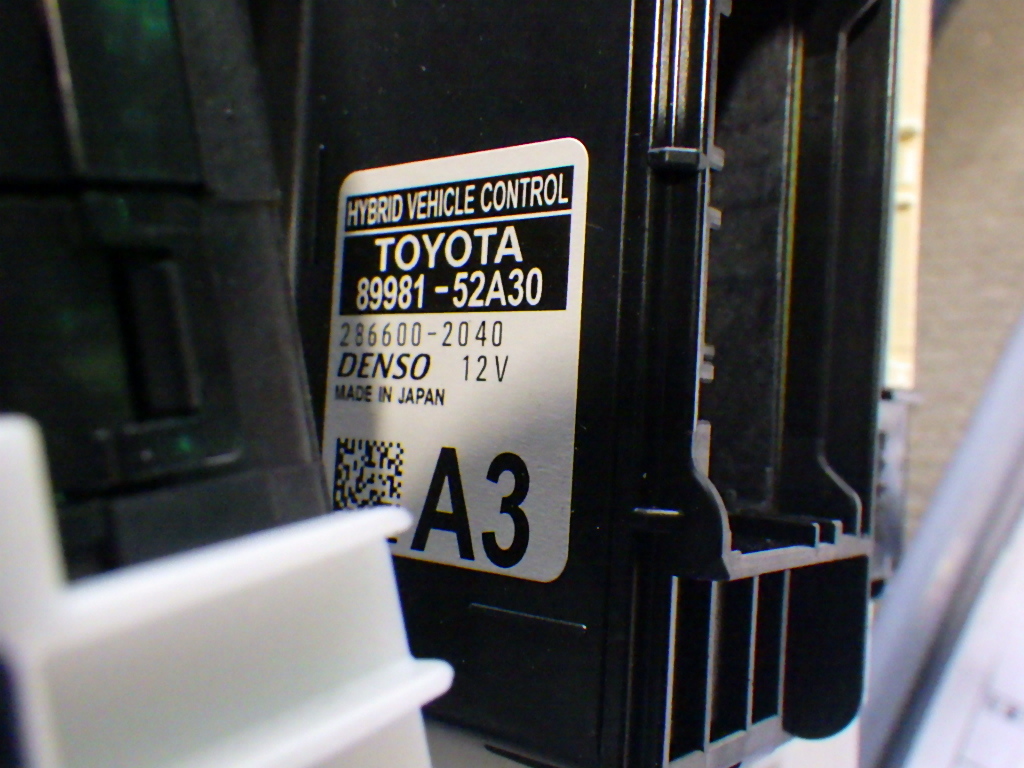 HYBRID VEHICLE CONTROL
TOYOTA
89981-52A30
286600-2040
DENSO 12V
MADE IN JAPAN
A3